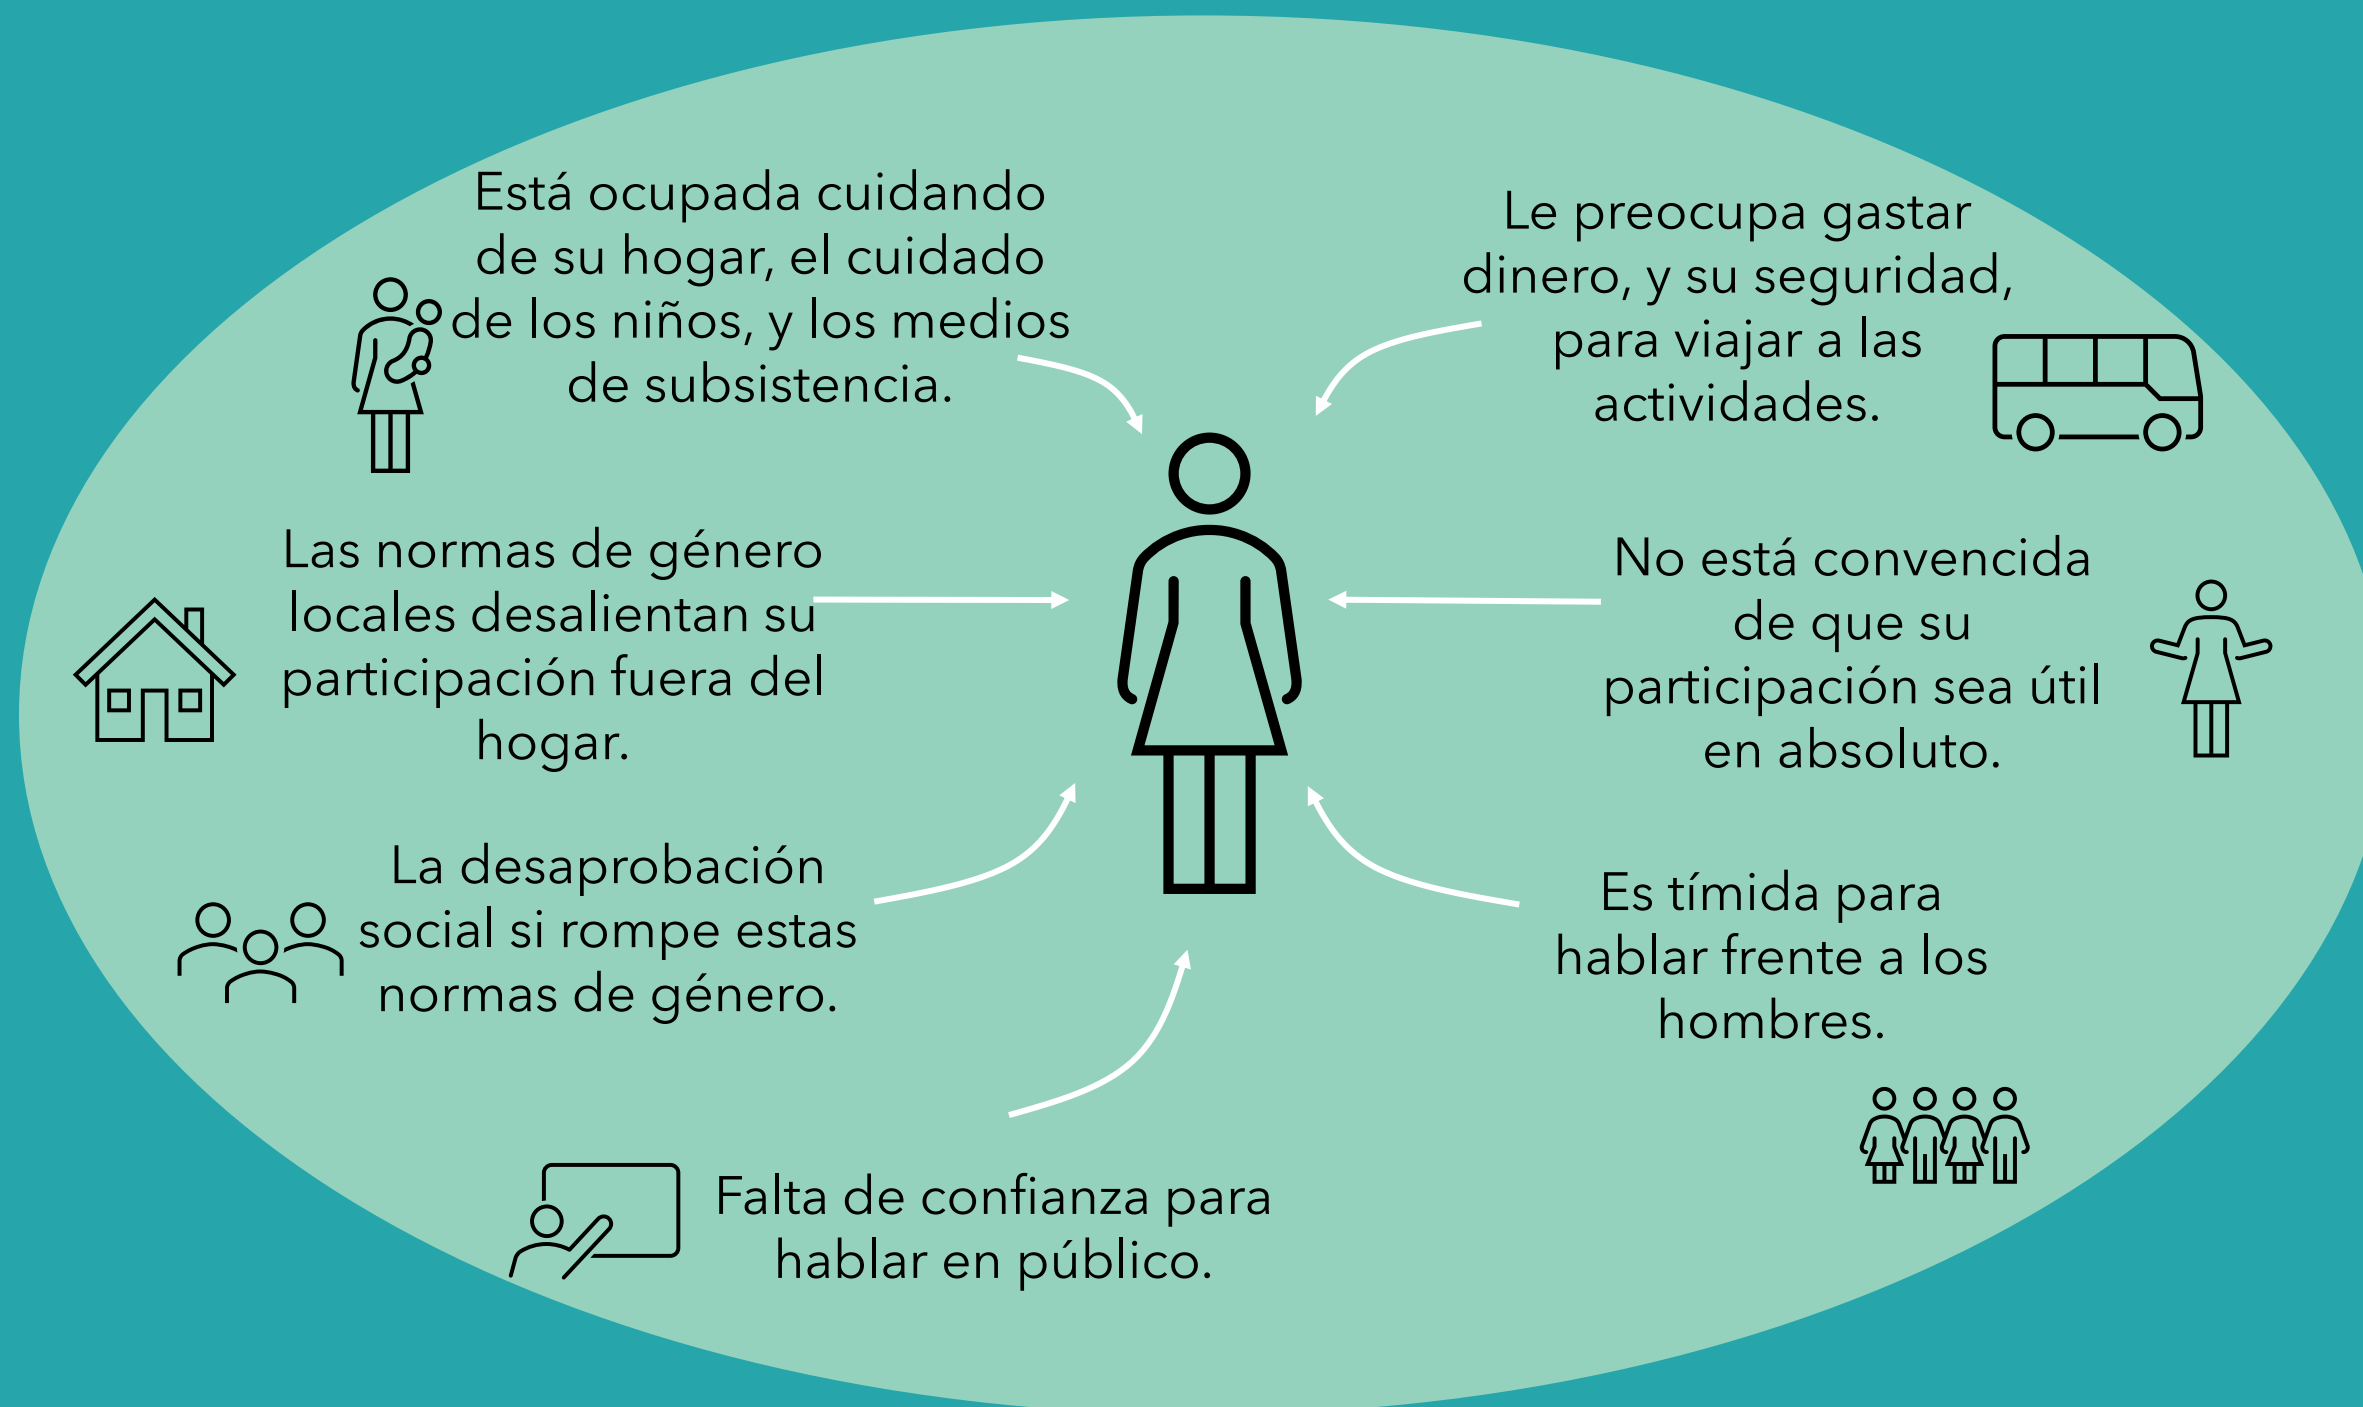 Está ocupada cuidando
de su hogar, el cuidado
de los niños, y los medios
de subsistencia.
Le preocupa gastar
dinero, y su seguridad,
para viajar a las
actividades.
Las normas de género
locales desalientan su
participación fuera del
hogar.
No está convencida
de que su
participación sea útil
en absoluto.
La desaprobación
social si rompe estas
normas de género.
Es tímida para
hablar frente a los
hombres.
Falta de confianza para
hablar en público.